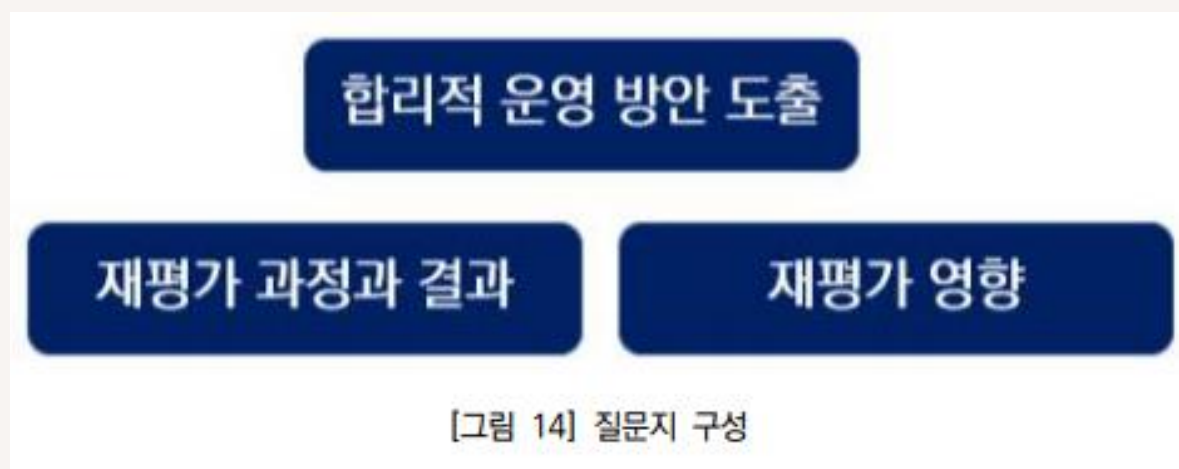 합리적 운영 방안 도출
재평가 과정과 결과
재평가 영향
[그림 14] 질문지 구성